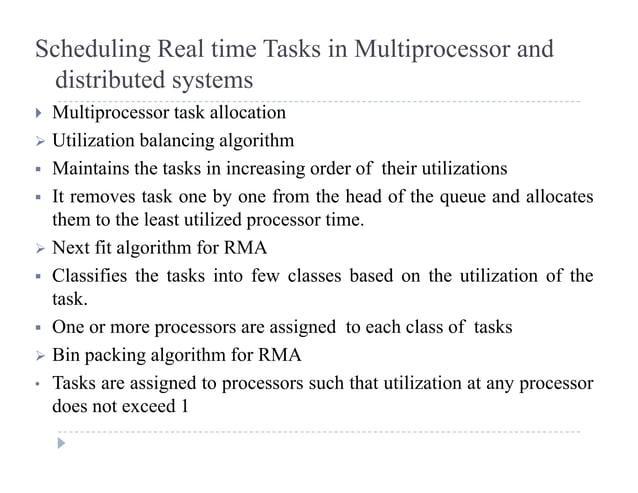 Scheduling Real time Tasks in Multiprocessor and
distributed systems
Multiprocessor task allocation
Utilization balancing algorithm
Maintains the tasks in increasing order of their utilizations
It removes task one by one from the head of the queue and allocates
them to the least utilized processor time.
Next fit algorithm for RMA
Classifies the tasks into few classes based on the utilization of the
task.
One or more processors are assigned to each class of tasks
Bin packing algorithm for RMA
Tasks are assigned to processors such that utilization at any processor
does not exceed 1